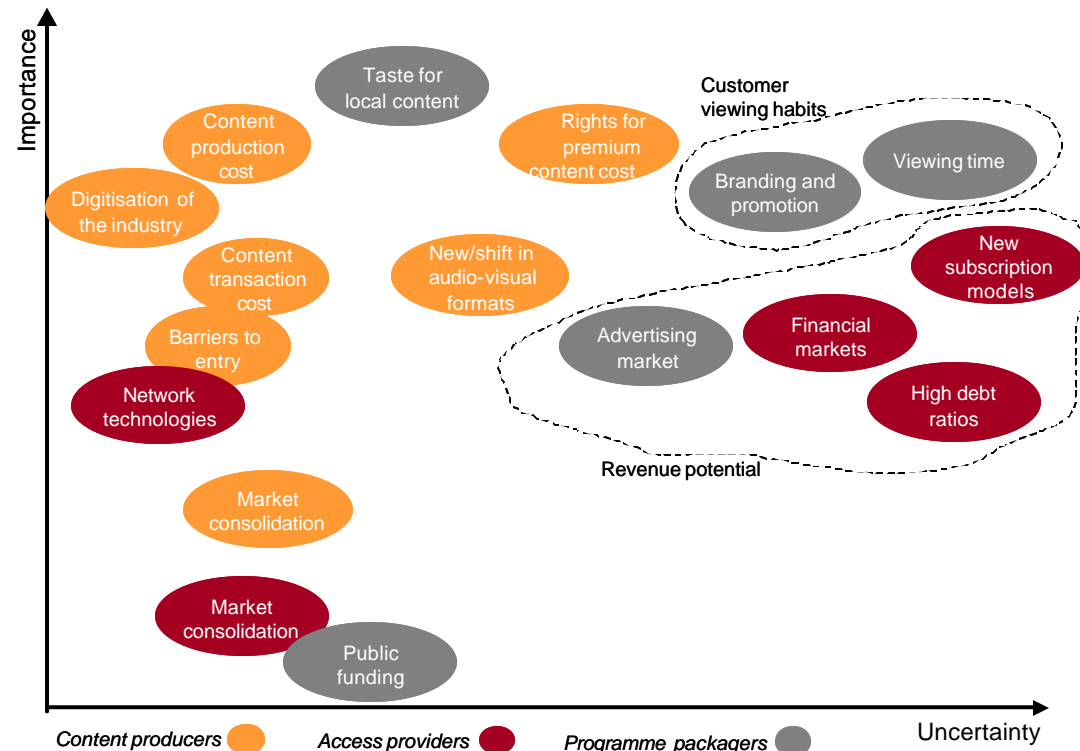 Importance
Taste for
local content
Customer
viewing habits
Content
production
cost
Rights for
premium
content cost
Viewing time
Branding and
promotion
Digitisation of
the industry
New
subscription
models
Content
transaction
cost
New/shift in
audio-visual
formats
Barriers to
entry
Advertising
market
Financial
markets
Network
technologies
High debt
ratios
Revenue potential
Market
consolidation
Market
consolidation
Public
funding
Uncertainty
Content producers
Access providers
Programme packagers